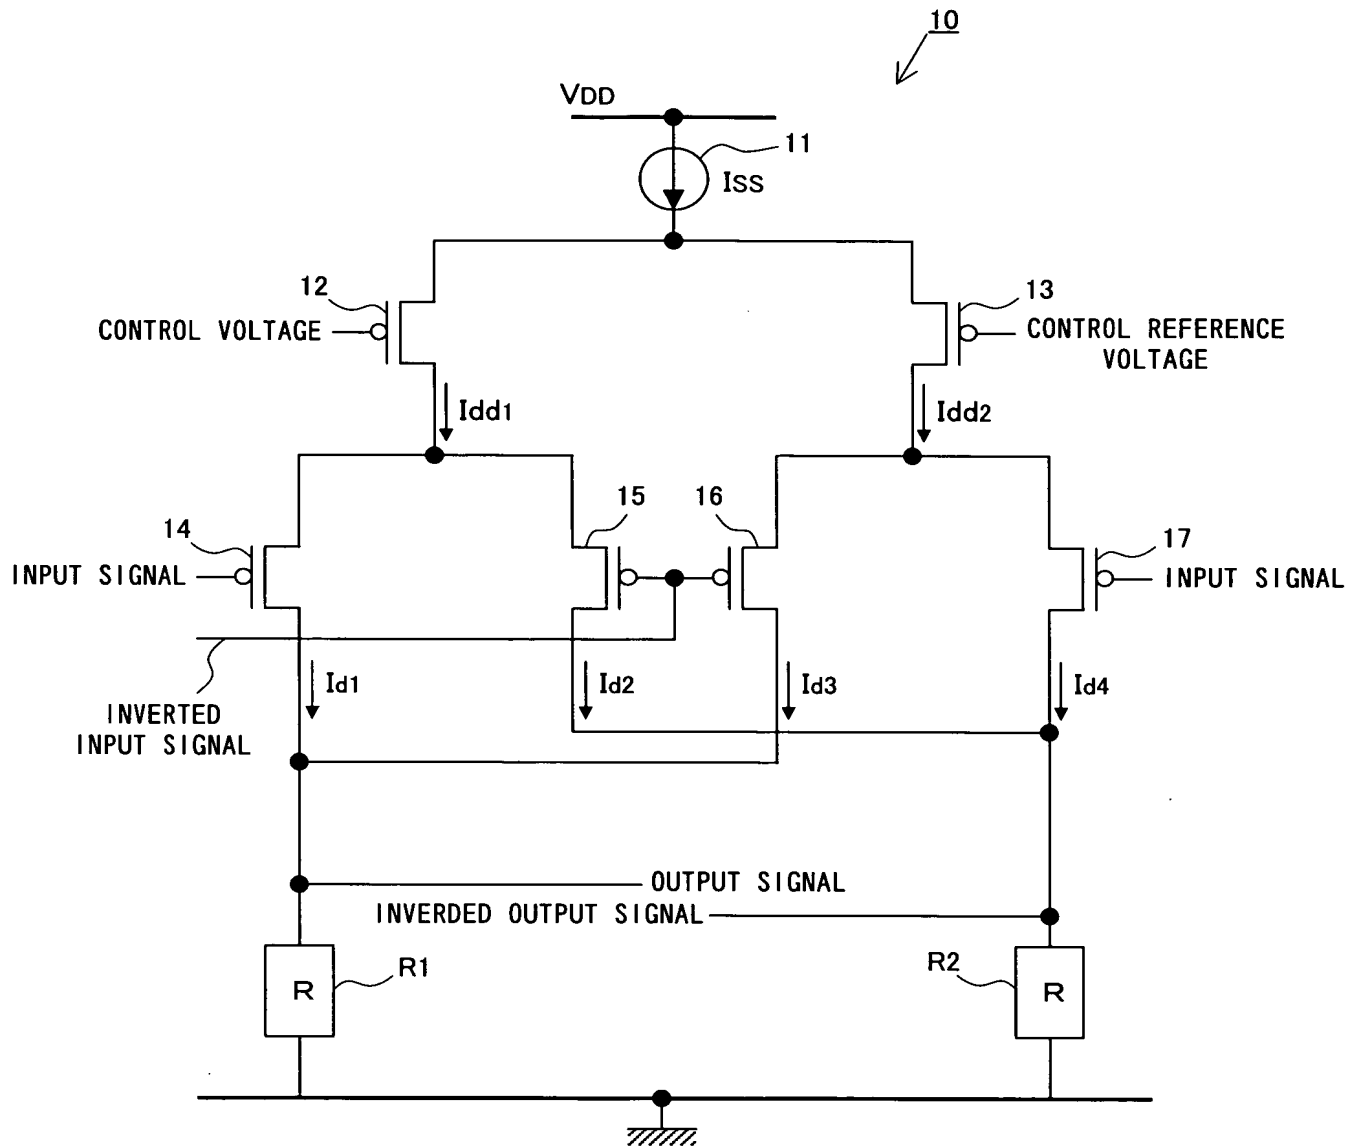 10
VDD
11
ISS
12
13
CONTROL VOLTAGE
CONTROL REFERENCE
VOLTAGE
Idd1
Idd2
14
15
16
17
INPUT SIGNAL
INPUT SIGNAL
Id1
Id2
Id3
Id4
INVERTED
INPUT SIGNAL
OUTPUT SIGNAL
INVERDED OUTPUT SIGNAL
R
R1
R2
R